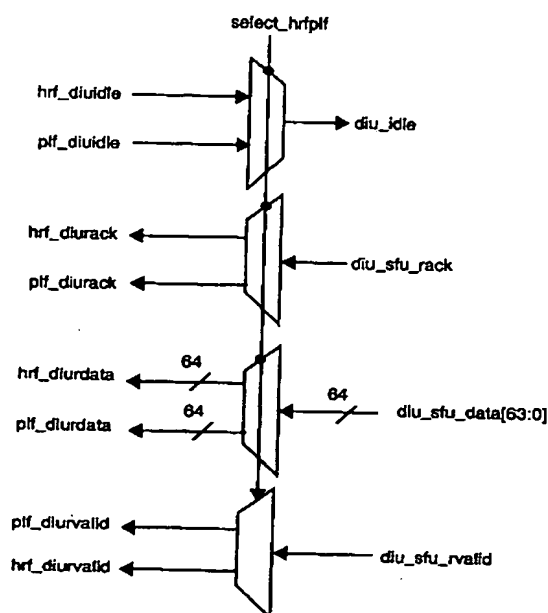 select_hrfplf
hrf_diuidle
diu_idle
plf_diuidle
hrf_diurack
diu_sfu_rack
plf_diurack
64
hrf_diurdata
64
64
diu_sfu_data[63:0]
plf_diurdata
plf_diurvalid
diu_sfu_rvalid
hrf_diurvalid